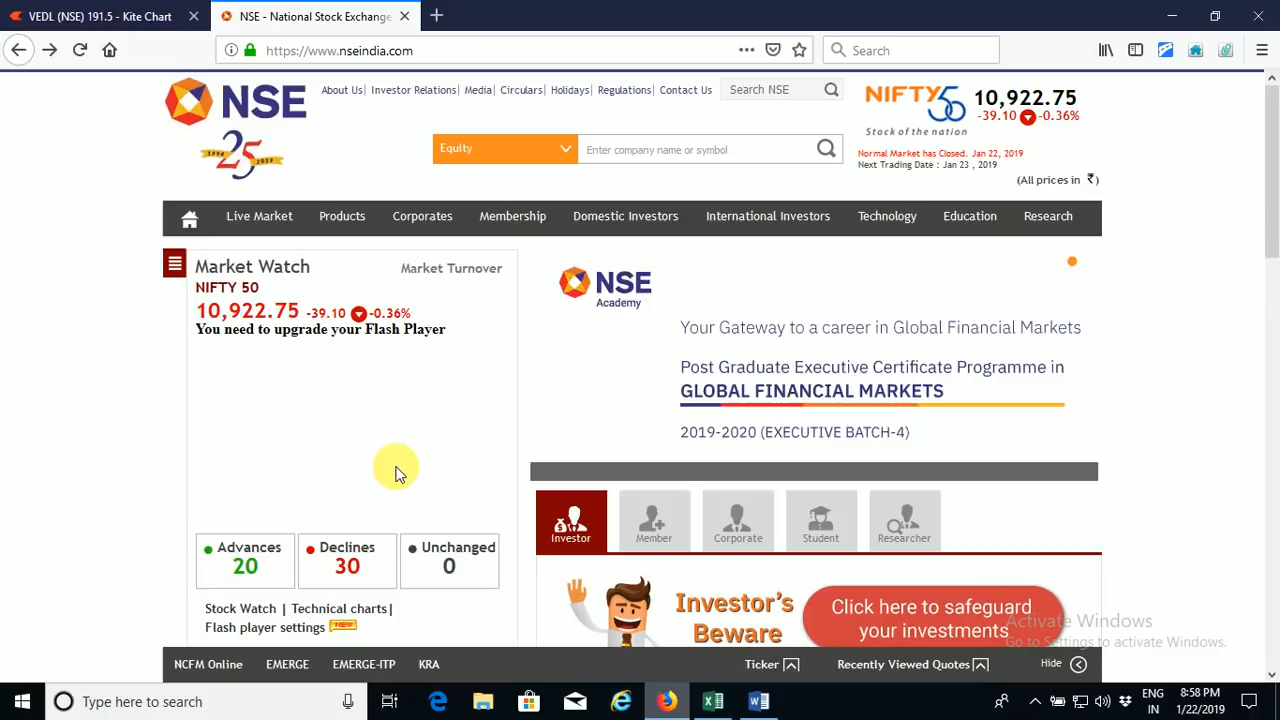 VEDL (NSE) 191.5 - Kite Chart
NSE - National Stock Exchange
https://www.nseindia.com
Search
NSE
1994 25 2019
About Us| Investor Relations| Media| Circulars| Holidays| Regulations| Contact Us
Search NSE
Equity
Enter company name or symbol
NIFTY50
Stock of the nation
10,922.75
-39.10 -0.36%
Normal Market has Closed. Jan 22, 2019
Next Trading Date : Jan 23 , 2019
(All prices in ₹)
Live Market Products Corporates Membership Domestic Investors International Investors Technology Education Research
Market Watch
Market Turnover
NIFTY 50
10,922.75 -39.10 -0.36%
You need to upgrade your Flash Player
Advances
20
Declines
30
Unchanged
0
Stock Watch | Technical charts|
Flash player settings NEW
NSE
Academy
Your Gateway to a career in Global Financial Markets
Post Graduate Executive Certificate Programme in
GLOBAL FINANCIAL MARKETS
2019-2020 (EXECUTIVE BATCH-4)
Investor Member Corporate Student Researcher
Investor's
Beware
Click here to safeguard
your investments
Activate Windows
Go to Settings to activate Windows.
NCFM Online EMERGE EMERGE-ITP KRA Ticker Recently Viewed Quotes Hide
Type here to search
ENG
IN
8:58 PM
1/22/2019